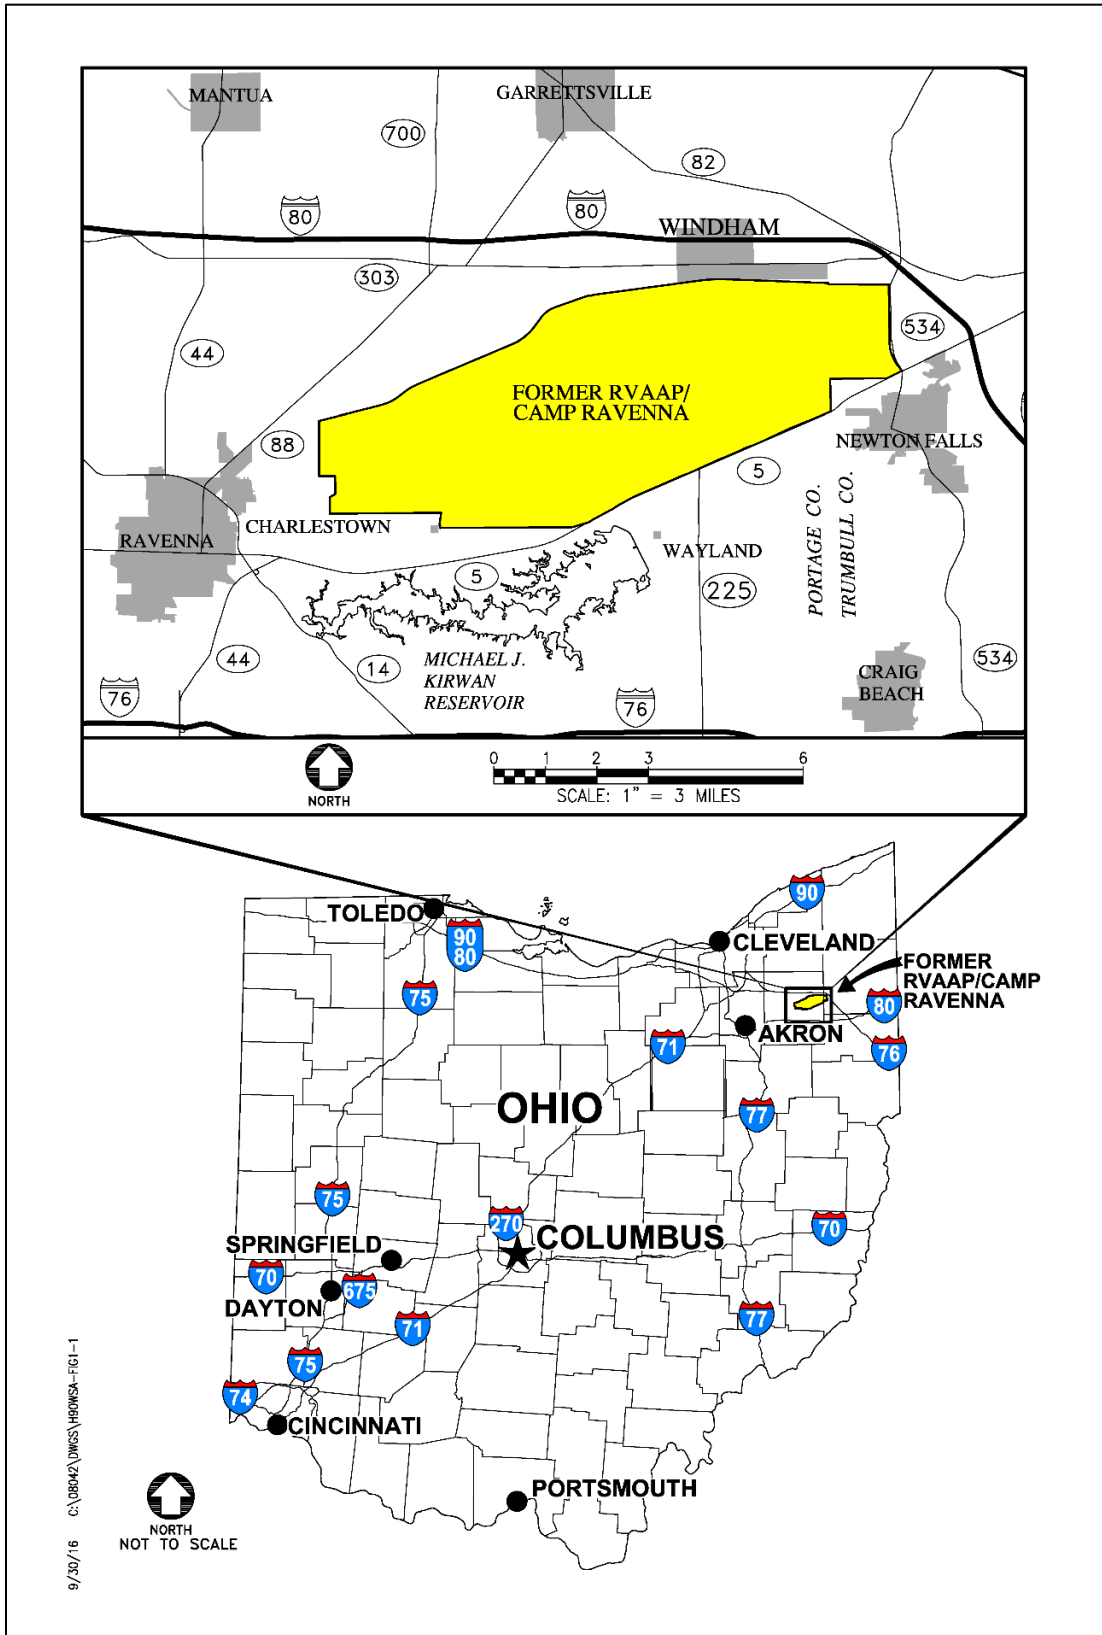 MANTUA
GARRETTSVILLE
700
82
80
80
WINDHAM
303
534
44
FORMER RVAAP/
CAMP RAVENNA
88
NEWTON FALLS
5
CHARLESTOWN
RAVENNA
WAYLAND
PORTAGE CO.
TRUMBULL CO.
5
225
44
14
MICHAEL J.
KIRWAN
RESERVOIR
534
CRAIG
BEACH
76
76
NORTH
0 1 2 3 6
SCALE: 1" = 3 MILES
90
TOLEDO
90
80
CLEVELAND
FORMER
RVAAP/CAMP
RAVENNA
75
80
AKRON
71
76
OHIO
77
75
270
COLUMBUS
70
SPRINGFIELD
70
675
DAYTON
71
77
75
74
CINCINNATI
PORTSMOUTH
NORTH
NOT TO SCALE
9/30/16 C:\08042\DWGS\H90WSA-FIG1-1